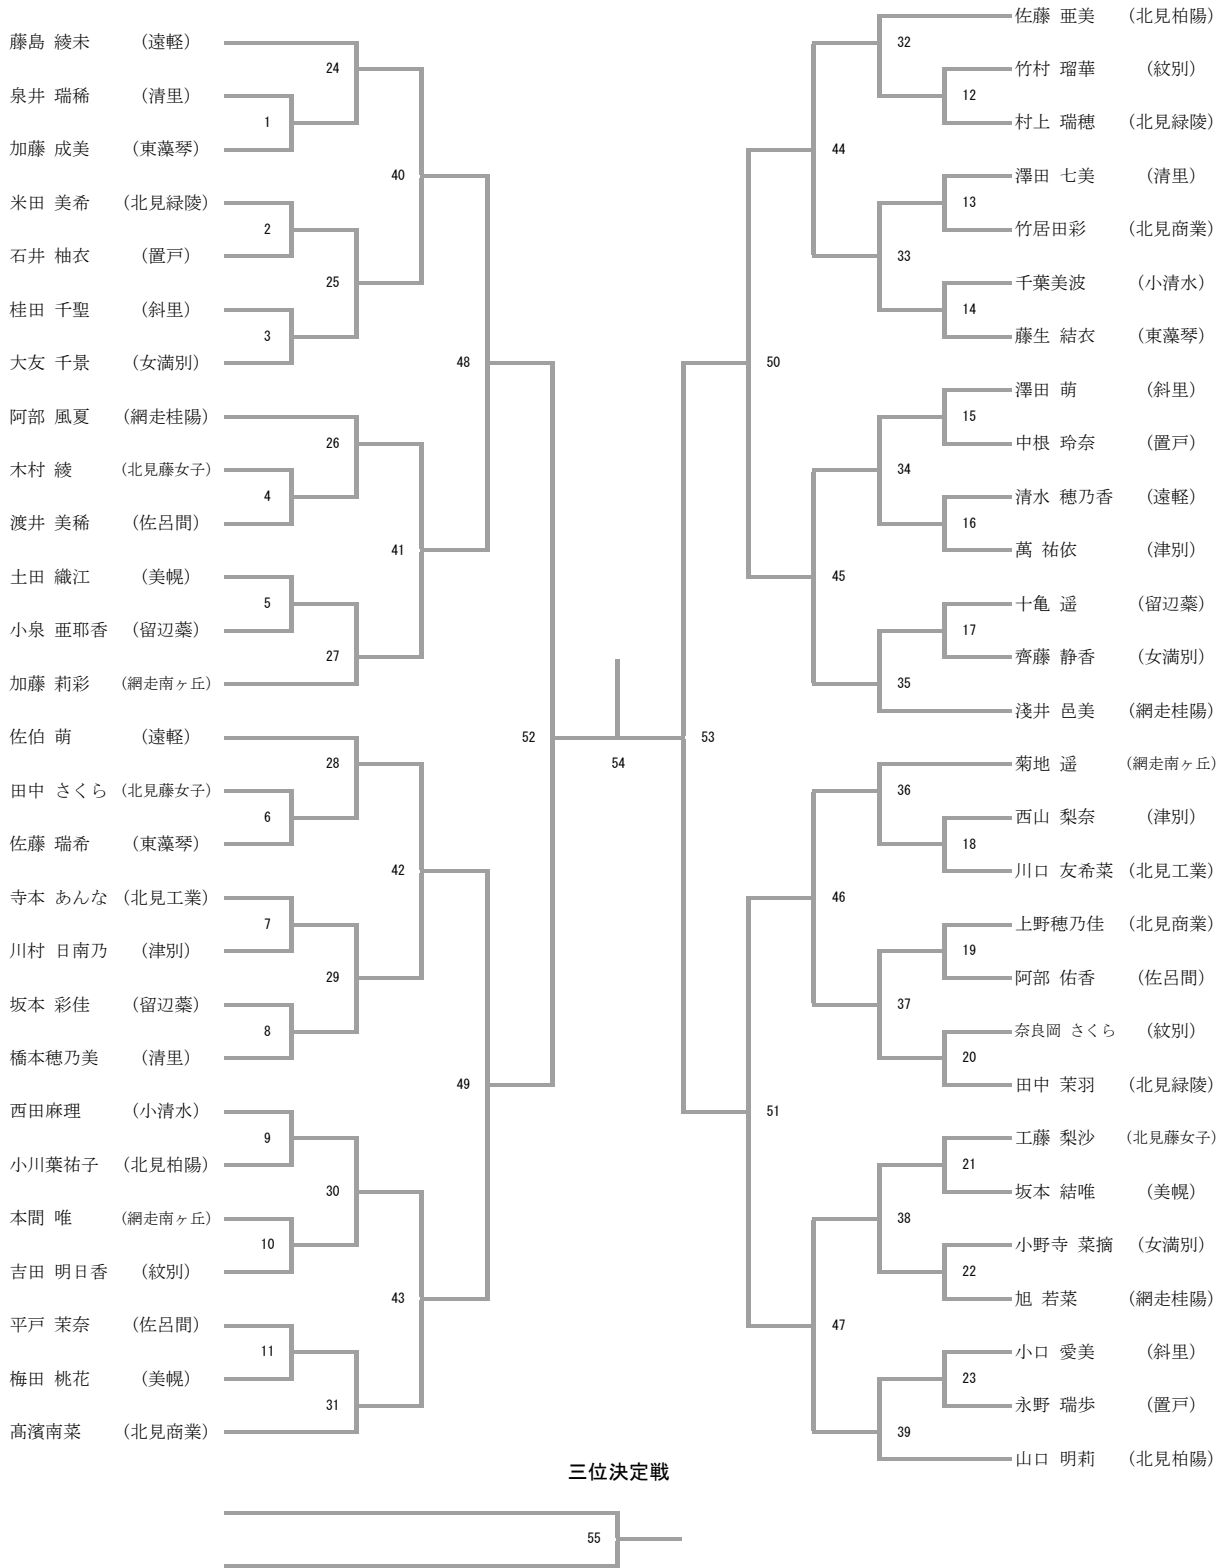 藤島 綾未 (遠軽)
24
泉井 瑞稀 (清里)
1
加藤 成美 (東藻琴)
40
米田 美希 (北見緑陵)
2
石井 柚衣 (置戸)
25
桂田 千聖 (斜里)
3
大友 千景 (女満別)
48
阿部 風夏 (網走桂陽)
26
木村 綾 (北見藤女子)
4
渡井 美稀 (佐呂間)
41
土田 織江 (美幌)
5
小泉 亜耶香 (留辺蘂)
27
加藤 莉彩 (網走南ヶ丘)
52
佐伯 萌 (遠軽)
28
田中 さくら (北見藤女子)
6
佐藤 瑞希 (東藻琴)
42
寺本 あんな (北見工業)
7
川村 日南乃 (津別)
29
坂本 彩佳 (留辺蘂)
8
橋本穂乃美 (清里)
49
西田麻理 (小清水)
9
小川葉祐子 (北見柏陽)
30
本間 唯 (網走南ヶ丘)
10
吉田 明日香 (紋別)
43
平戸 茉奈 (佐呂間)
11
梅田 桃花 (美幌)
31
髙濱南菜 (北見商業)
54
佐藤 亜美 (北見柏陽)
32
竹村 瑠華 (紋別)
12
村上 瑞穂 (北見緑陵)
44
澤田 七美 (清里)
13
竹居田彩 (北見商業)
33
千葉美波 (小清水)
14
藤生 結衣 (東藻琴)
50
澤田 萌 (斜里)
15
中根 玲奈 (置戸)
34
清水 穂乃香 (遠軽)
16
萬 祐依 (津別)
45
十亀 遥 (留辺蘂)
17
齊藤 静香 (女満別)
35
淺井 邑美 (網走桂陽)
53
菊地 遥 (網走南ヶ丘)
36
西山 梨奈 (津別)
18
川口 友希菜 (北見工業)
46
上野穂乃佳 (北見商業)
19
阿部 佑香 (佐呂間)
37
奈良岡 さくら (紋別)
20
田中 茉羽 (北見緑陵)
51
工藤 梨沙 (北見藤女子)
21
坂本 結唯 (美幌)
38
小野寺 菜摘 (女満別)
22
旭 若菜 (網走桂陽)
47
小口 愛美 (斜里)
23
永野 瑞歩 (置戸)
39
山口 明莉 (北見柏陽)
三位決定戦
55